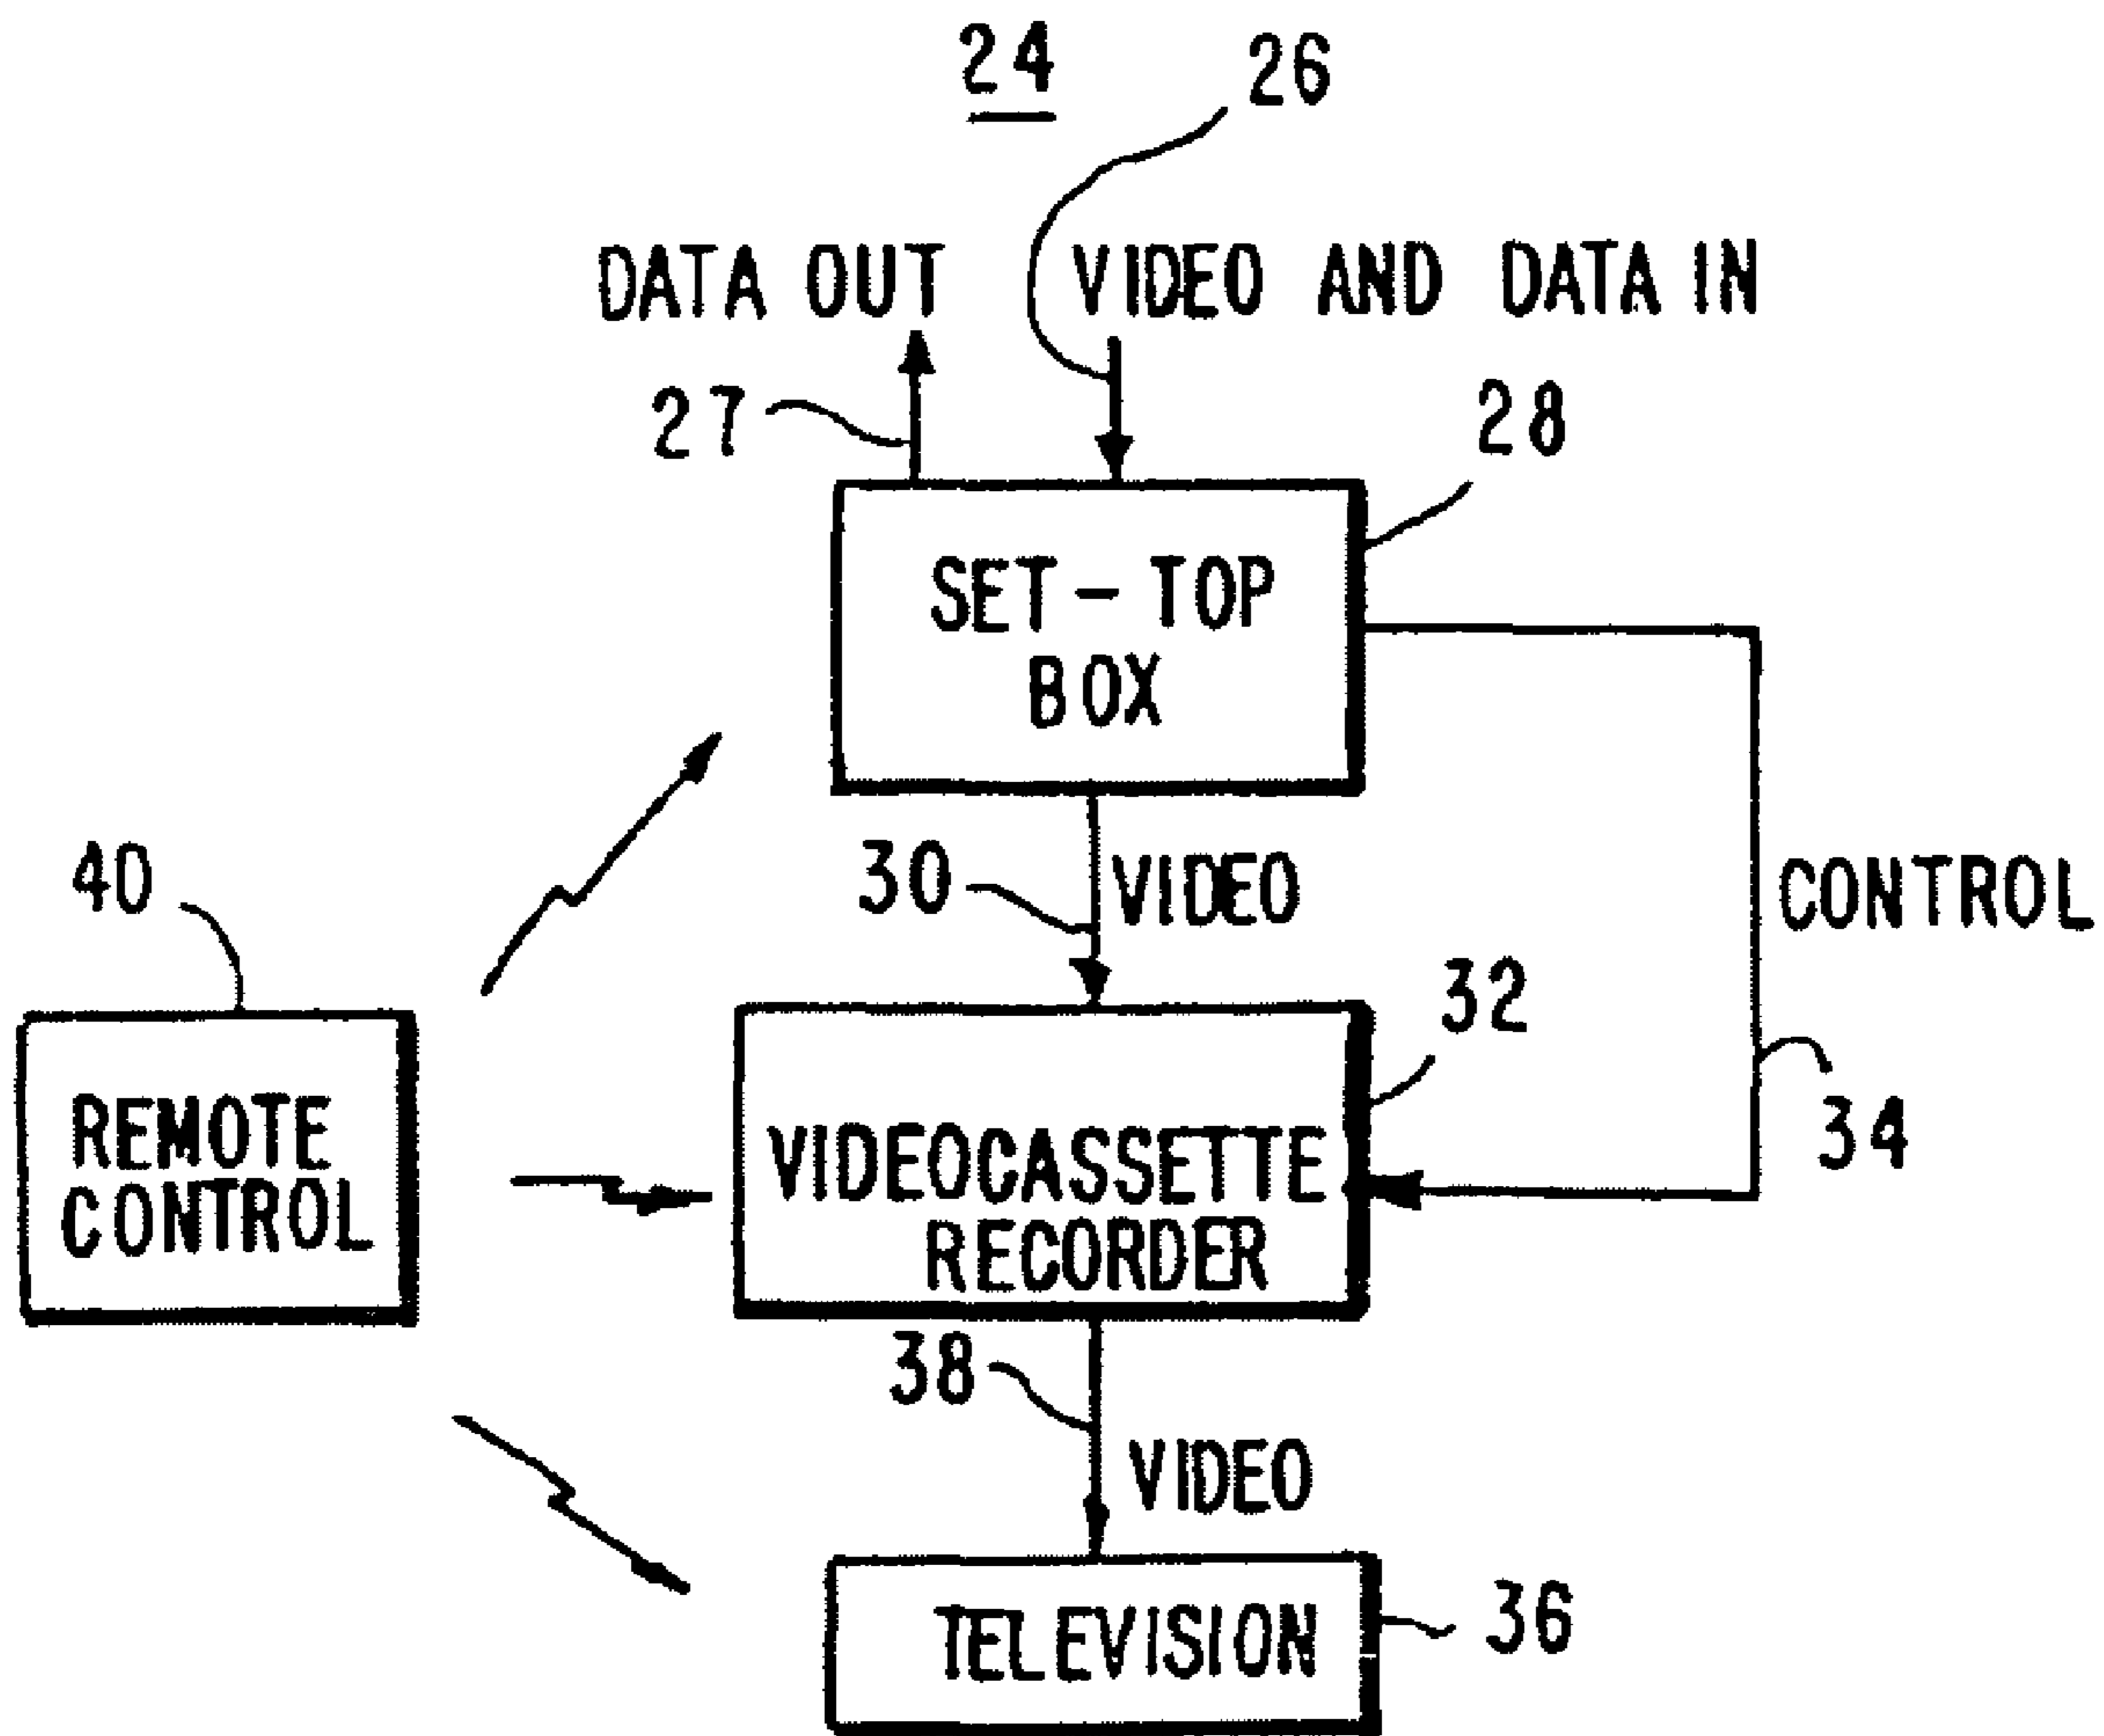 24
26
DATA OUT
VIDEO AND DATA IN
27
28
SET-TOP
BOX
30
VIDEO
CONTROL
40
32
REMOTE
CONTROL
VIDEOCASSETTE
RECORDER
34
38
VIDEO
TELEVISION
36